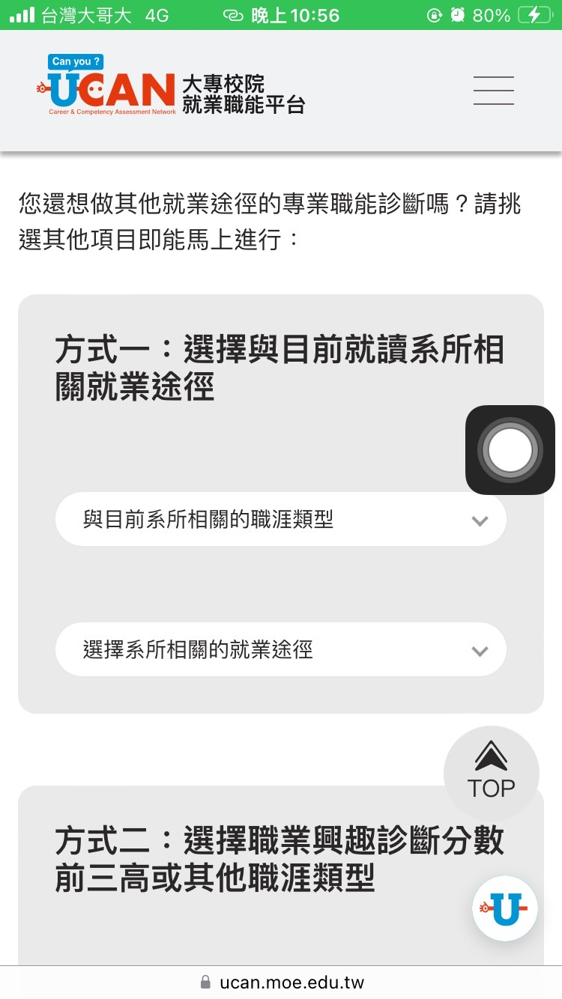 台灣大哥大 4G 晚上10:56 80%
Can you ?
UCAN
Career & Competency Assessment Network
大專校院
就業職能平台
您還想做其他就業途徑的專業職能診斷嗎？請挑
選其他項目即能馬上進行：
方式一：選擇與目前就讀系所相
關就業途徑
與目前系所相關的職涯類型
選擇系所相關的就業途徑
TOP
方式二：選擇職業興趣診斷分數
前三高或其他職涯類型
U
ucan.moe.edu.tw